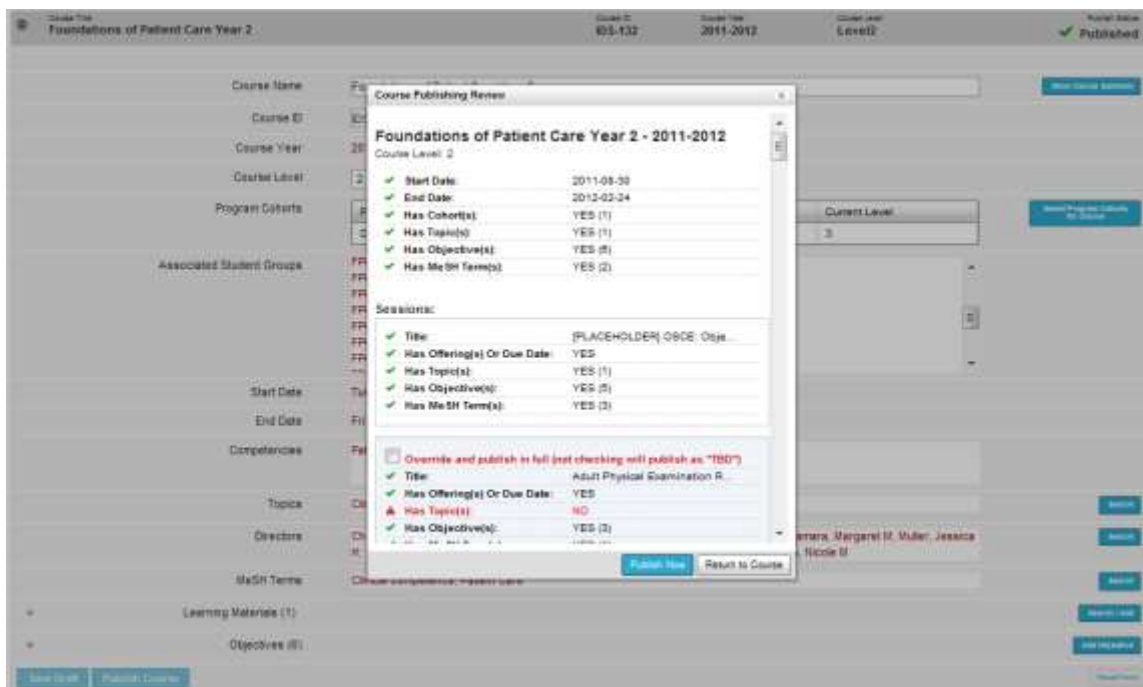 Course Title
Foundations of Patient Care Year 2
Course ID
IDS-132
Course Year
2011-2012
Course Level
Level2
Publish Status
Published
Course Name
Course ID
Course Year
Course Level
2
Program Cohorts
Current Level
3
Associated Student Groups
Start Date
End Date
Competencies
Topics
Directors
Margaret M. Muller, Jessica
Nicole M
MeSH Terms
Learning Materials (1)
Objectives (6)
Save Draft
Publish Course
Course Publishing Review
Foundations of Patient Care Year 2 - 2011-2012
Course Level: 2
Start Date: 2011-08-30
End Date: 2012-02-24
Has Cohort(s): YES (1)
Has Topic(s): YES (1)
Has Objective(s): YES (6)
Has MeSH Term(s): YES (2)
Sessions:
Title: [PLACEHOLDER] OSCE: Obje...
Has Offering(s) Or Due Date: YES
Has Topic(s): YES (1)
Has Objective(s): YES (5)
Has MeSH Term(s): YES (3)
Override and publish in full (not checking will publish as "TBD")
Title: Adult Physical Examination R...
Has Offering(s) Or Due Date: YES
Has Topic(s): NO
Has Objective(s): YES (3)
Publish Now
Return to Course